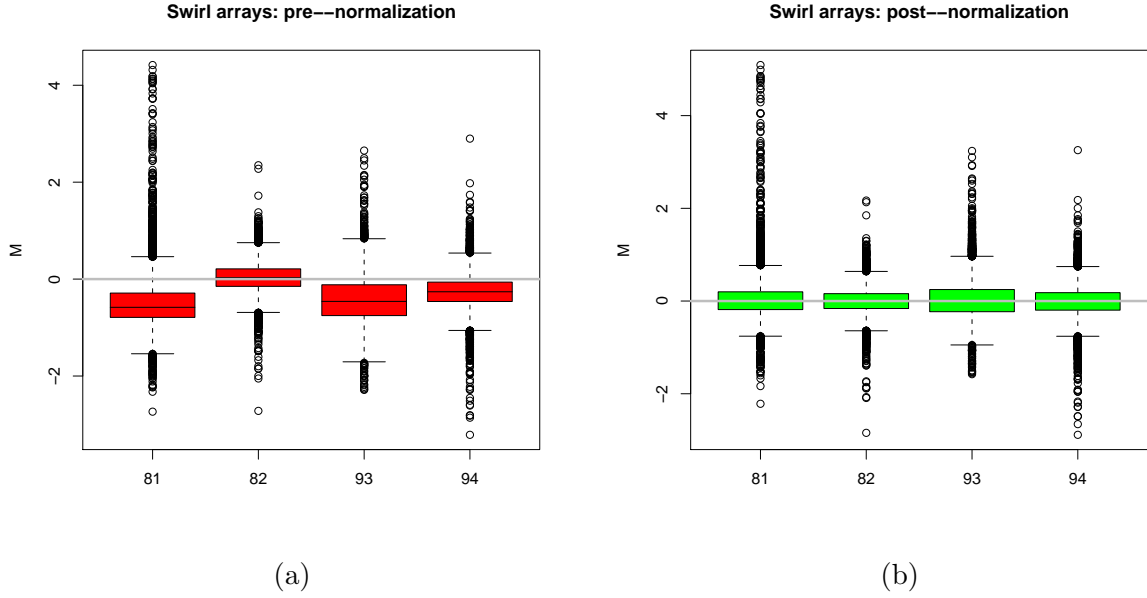 Swirl arrays: pre−−normalization
M
4
2
0
−2
81 82 93 94
(a)
Swirl arrays: post−−normalization
M
4
2
0
−2
81 82 93 94
(b)